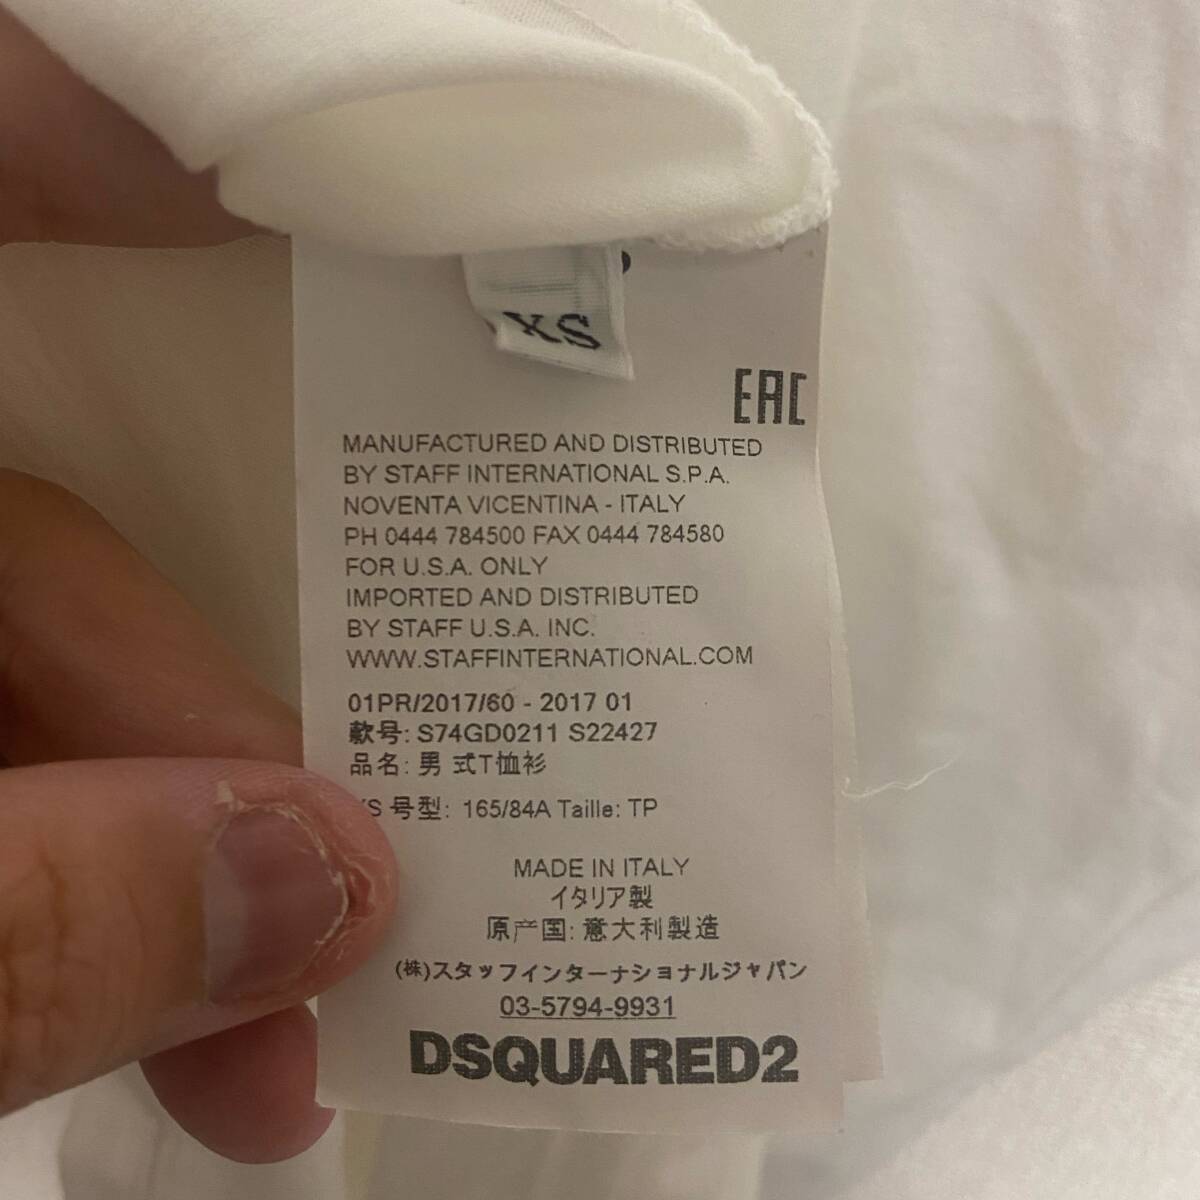 XS
EAC
MANUFACTURED AND DISTRIBUTED
BY STAFF INTERNATIONAL S.P.A.
NOVENTA VICENTINA - ITALY
PH 0444 784500 FAX 0444 784580
FOR U.S.A. ONLY
IMPORTED AND DISTRIBUTED
BY STAFF U.S.A. INC.
WWW.STAFFINTERNATIONAL.COM
01PR/2017/60 - 2017 01
款号: S74GD0211 S22427
品名: 男 式T恤衫
号型: 165/84A Taille: TP
MADE IN ITALY
イタリア製
原产国: 意大利製造
(株)スタッフインターナショナルジャパン
03-5794-9931
DSQUARED2